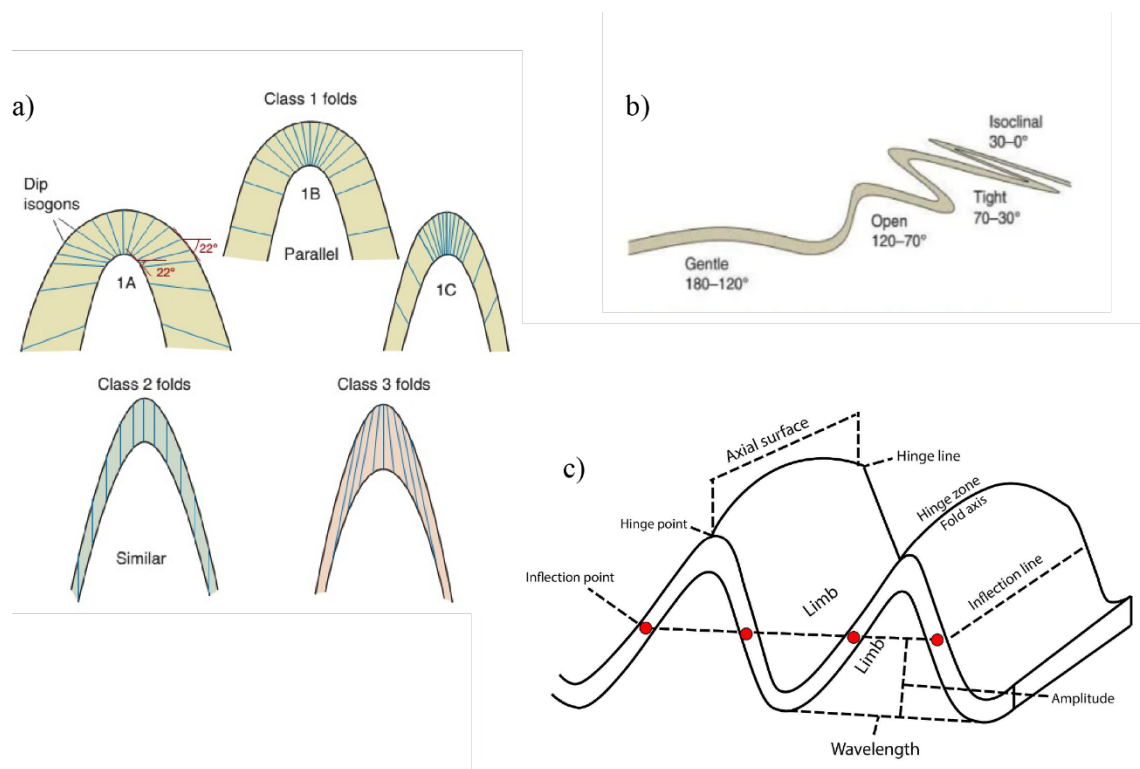 a)
Class 1 folds
Dip
isogons
1B
Parallel
22°
22°
1A
1C
Class 2 folds
Class 3 folds
Similar
b)
Isoclinal
30–0°
Tight
70–30°
Open
120–70°
Gentle
180–120°
c)
Axial surface
Hinge line
Hinge zone
Fold axis
Hinge point
Inflection point
Limb
Limb
Inflection line
Amplitude
Wavelength